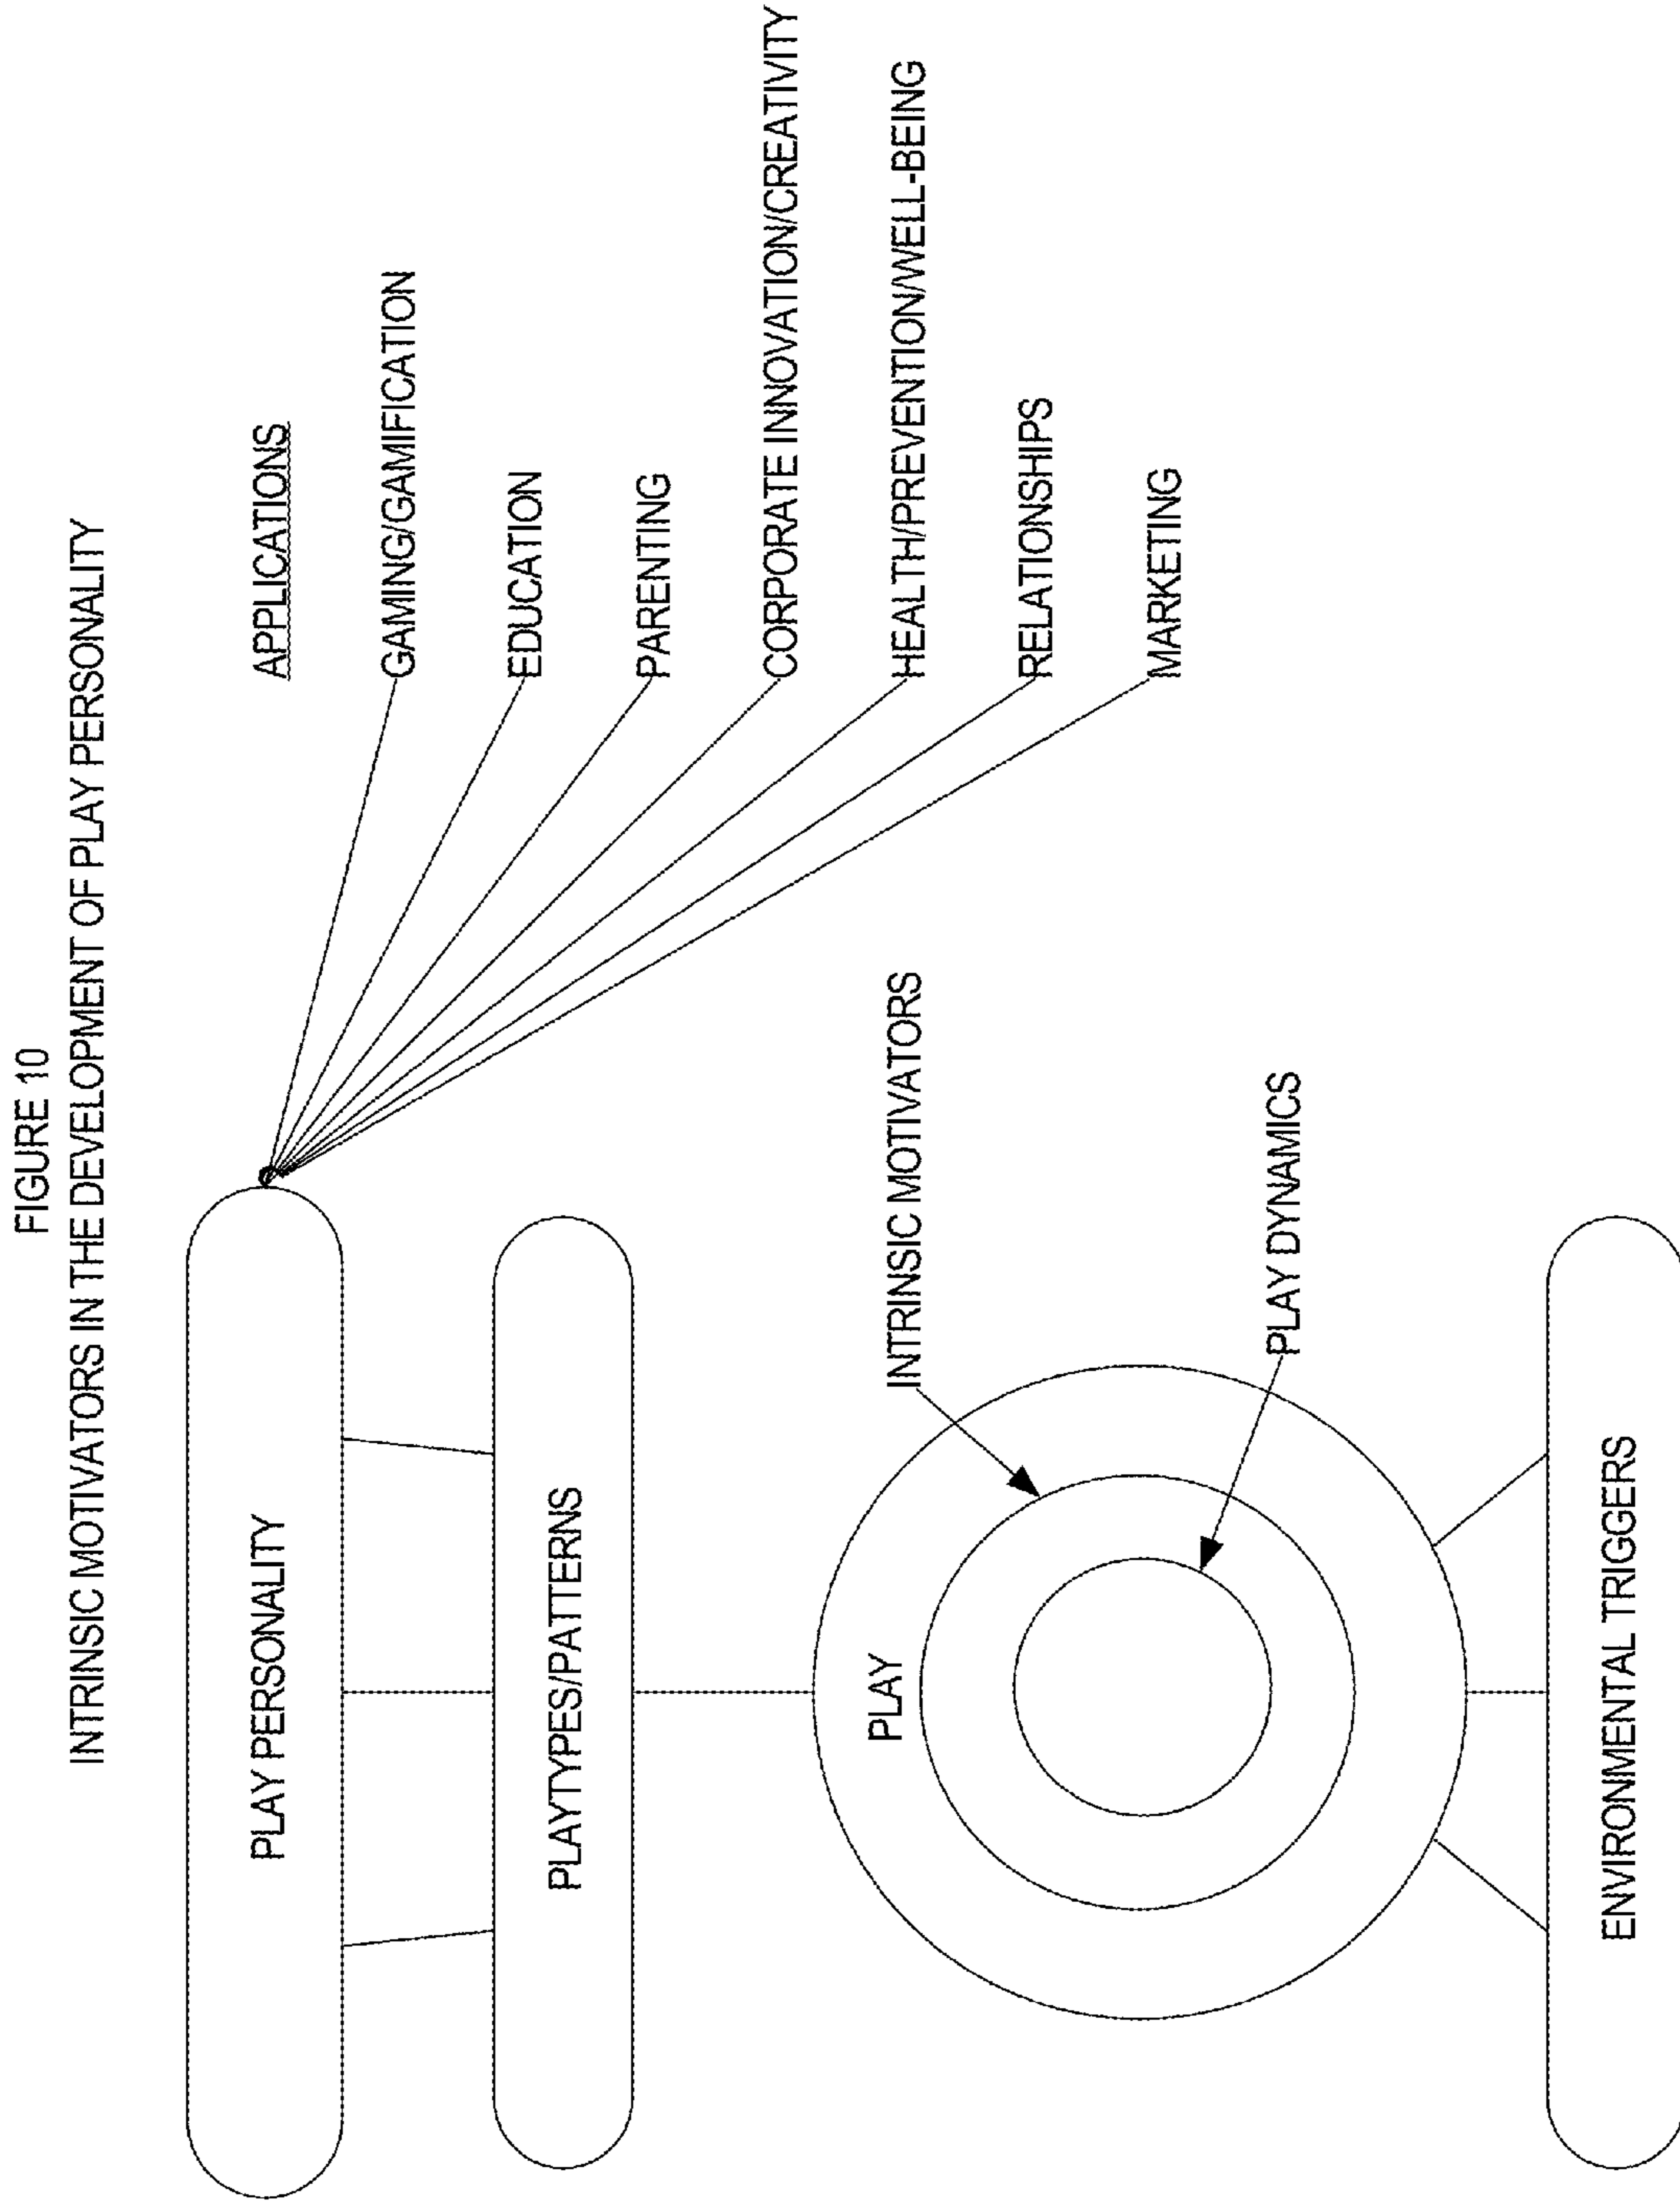 FIGURE 10
INTRINSIC MOTIVATORS IN THE DEVELOPMENT OF PLAY PERSONALITY
PLAY PERSONALITY
APPLICATIONS
GAMING/GAMIFICATION
EDUCATION
PARENTING
CORPORATE INNOVATION/CREATIVITY
HEALTH/PREVENTION/WELL-BEING
RELATIONSHIPS
MARKETING
PLAYTYPES/PATTERNS
PLAY
INTRINSIC MOTIVATORS
PLAY DYNAMICS
ENVIRONMENTAL TRIGGERS